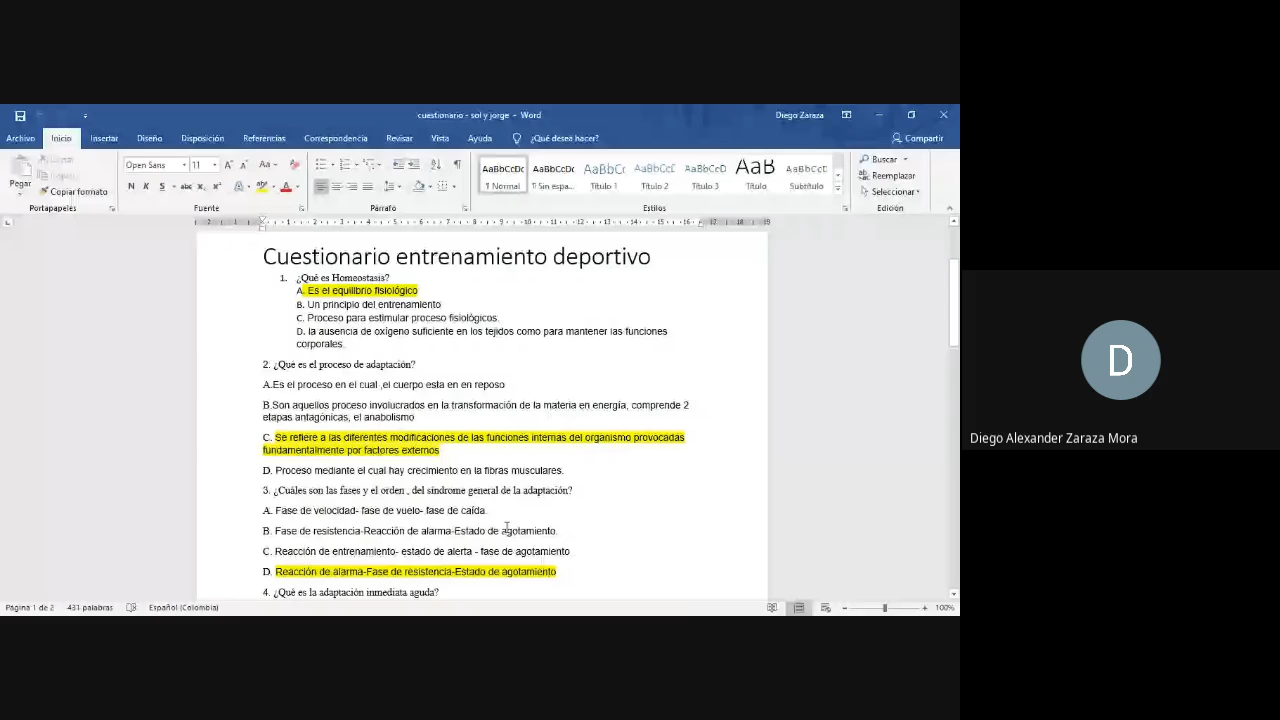 cuestionario - sol y jorge - Word
Diego Zaraza
Archivo Inicio Insertar Diseño Disposición Referencias Correspondencia Revisar Vista Ayuda ¿Qué desea hacer? Compartir
Pegar
Copiar formato
Portapapeles
Open Sans 11
N K S abc x₂ x²
Fuente
Párrafo
AaBbCcDc AaBbCcDc AaBbCc AaBbCcC AaBbCcD AaB AaBbCcD
¶ Normal ¶ Sin espa... Título 1 Título 2 Título 3 Título Subtítulo
Estilos
Buscar
Reemplazar
Seleccionar
Edición
Cuestionario entrenamiento deportivo
1. ¿Qué es Homeostasis?
A. Es el equilibrio fisiológico
B. Un principio del entrenamiento
C. Proceso para estimular proceso fisiológicos.
D. la ausencia de oxígeno suficiente en los tejidos como para mantener las funciones
corporales.
2. ¿Qué es el proceso de adaptación?
A.Es el proceso en el cual ,el cuerpo esta en en reposo
B.Son aquellos proceso involucrados en la transformación de la materia en energía, comprende 2
etapas antagónicas, el anabolismo
C. Se refiere a las diferentes modificaciones de las funciones internas del organismo provocadas
fundamentalmente por factores externos
D. Proceso mediante el cual hay crecimiento en la fibras musculares.
3. ¿Cuáles son las fases y el orden , del síndrome general de la adaptación?
A. Fase de velocidad- fase de vuelo- fase de caída.
B. Fase de resistencia-Reacción de alarma-Estado de agotamiento.
C. Reacción de entrenamiento- estado de alerta - fase de agotamiento
D. Reacción de alarma-Fase de resistencia-Estado de agotamiento
4. ¿Qué es la adaptación inmediata aguda?
Página 1 de 2 431 palabras Español (Colombia) 100%
D
Diego Alexander Zaraza Mora